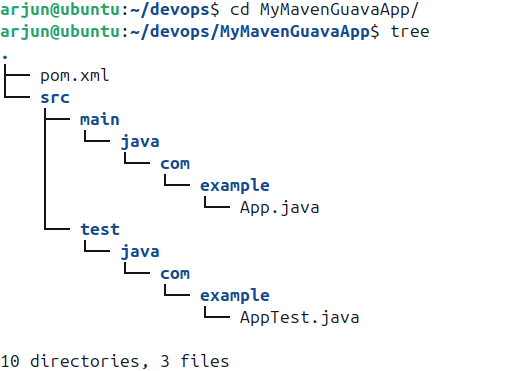 arjun@ubuntu:~/devops$ cd MyMavenGuavaApp/
arjun@ubuntu:~/devops/MyMavenGuavaApp$ tree
.
├── pom.xml
└── src
    ├── main
    │   └── java
    │       └── com
    │           └── example
    │               └── App.java
    └── test
        └── java
            └── com
                └── example
                    └── AppTest.java
10 directories, 3 files